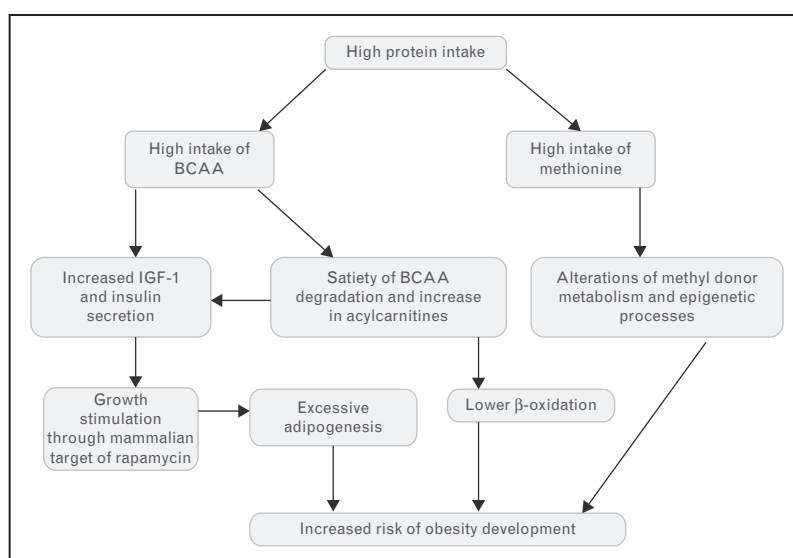 High protein intake
High intake of
BCAA
High intake of
methionine
Increased IGF-1
and insulin
secretion
Satiety of BCAA
degradation and increase
in acylcarnitines
Alterations of methyl donor
metabolism and epigenetic
processes
Growth
stimulation
through mammalian
target of rapamycin
Excessive
adipogenesis
Lower β-oxidation
Increased risk of obesity development